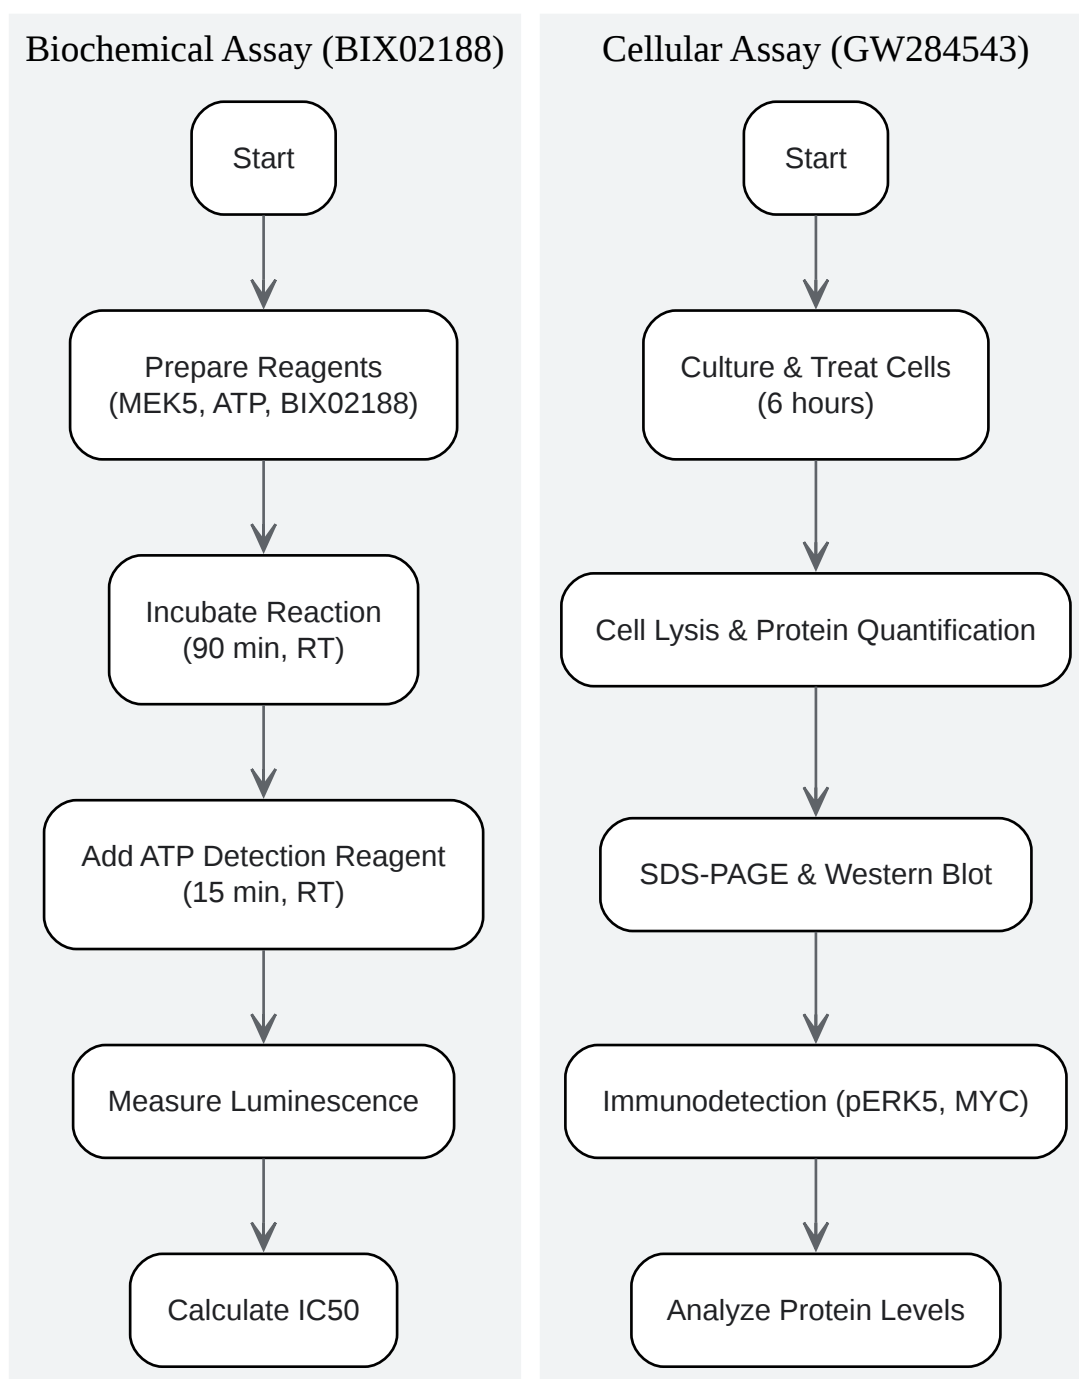 Biochemical Assay (BIX02188)
Start
Prepare Reagents
(MEK5, ATP, BIX02188)
Incubate Reaction
(90 min, RT)
Add ATP Detection Reagent
(15 min, RT)
Measure Luminescence
Calculate IC50
Cellular Assay (GW284543)
Start
Culture & Treat Cells
(6 hours)
Cell Lysis & Protein Quantification
SDS-PAGE & Western Blot
Immunodetection (pERK5, MYC)
Analyze Protein Levels